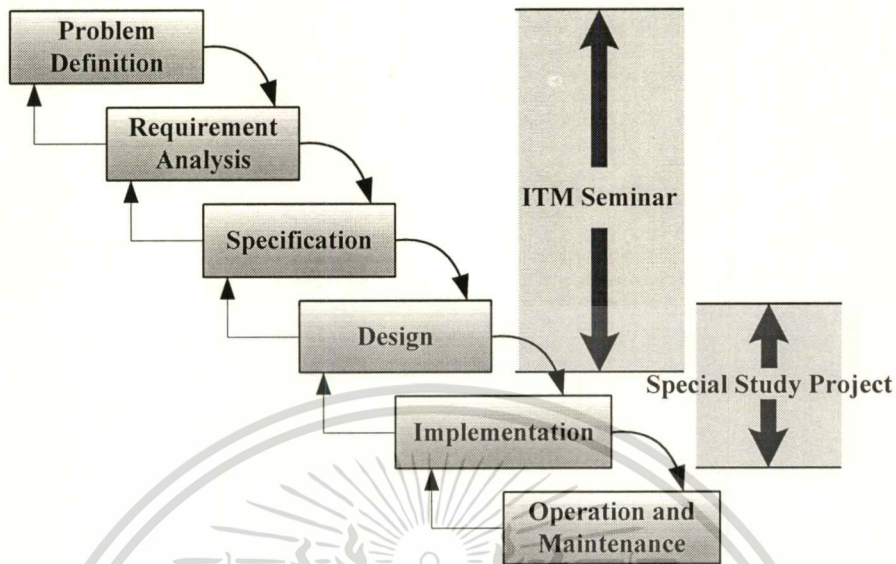 Problem
Definition
Requirement
Analysis
Specification
Design
Implementation
Operation and
Maintenance
ITM Seminar
Special Study Project